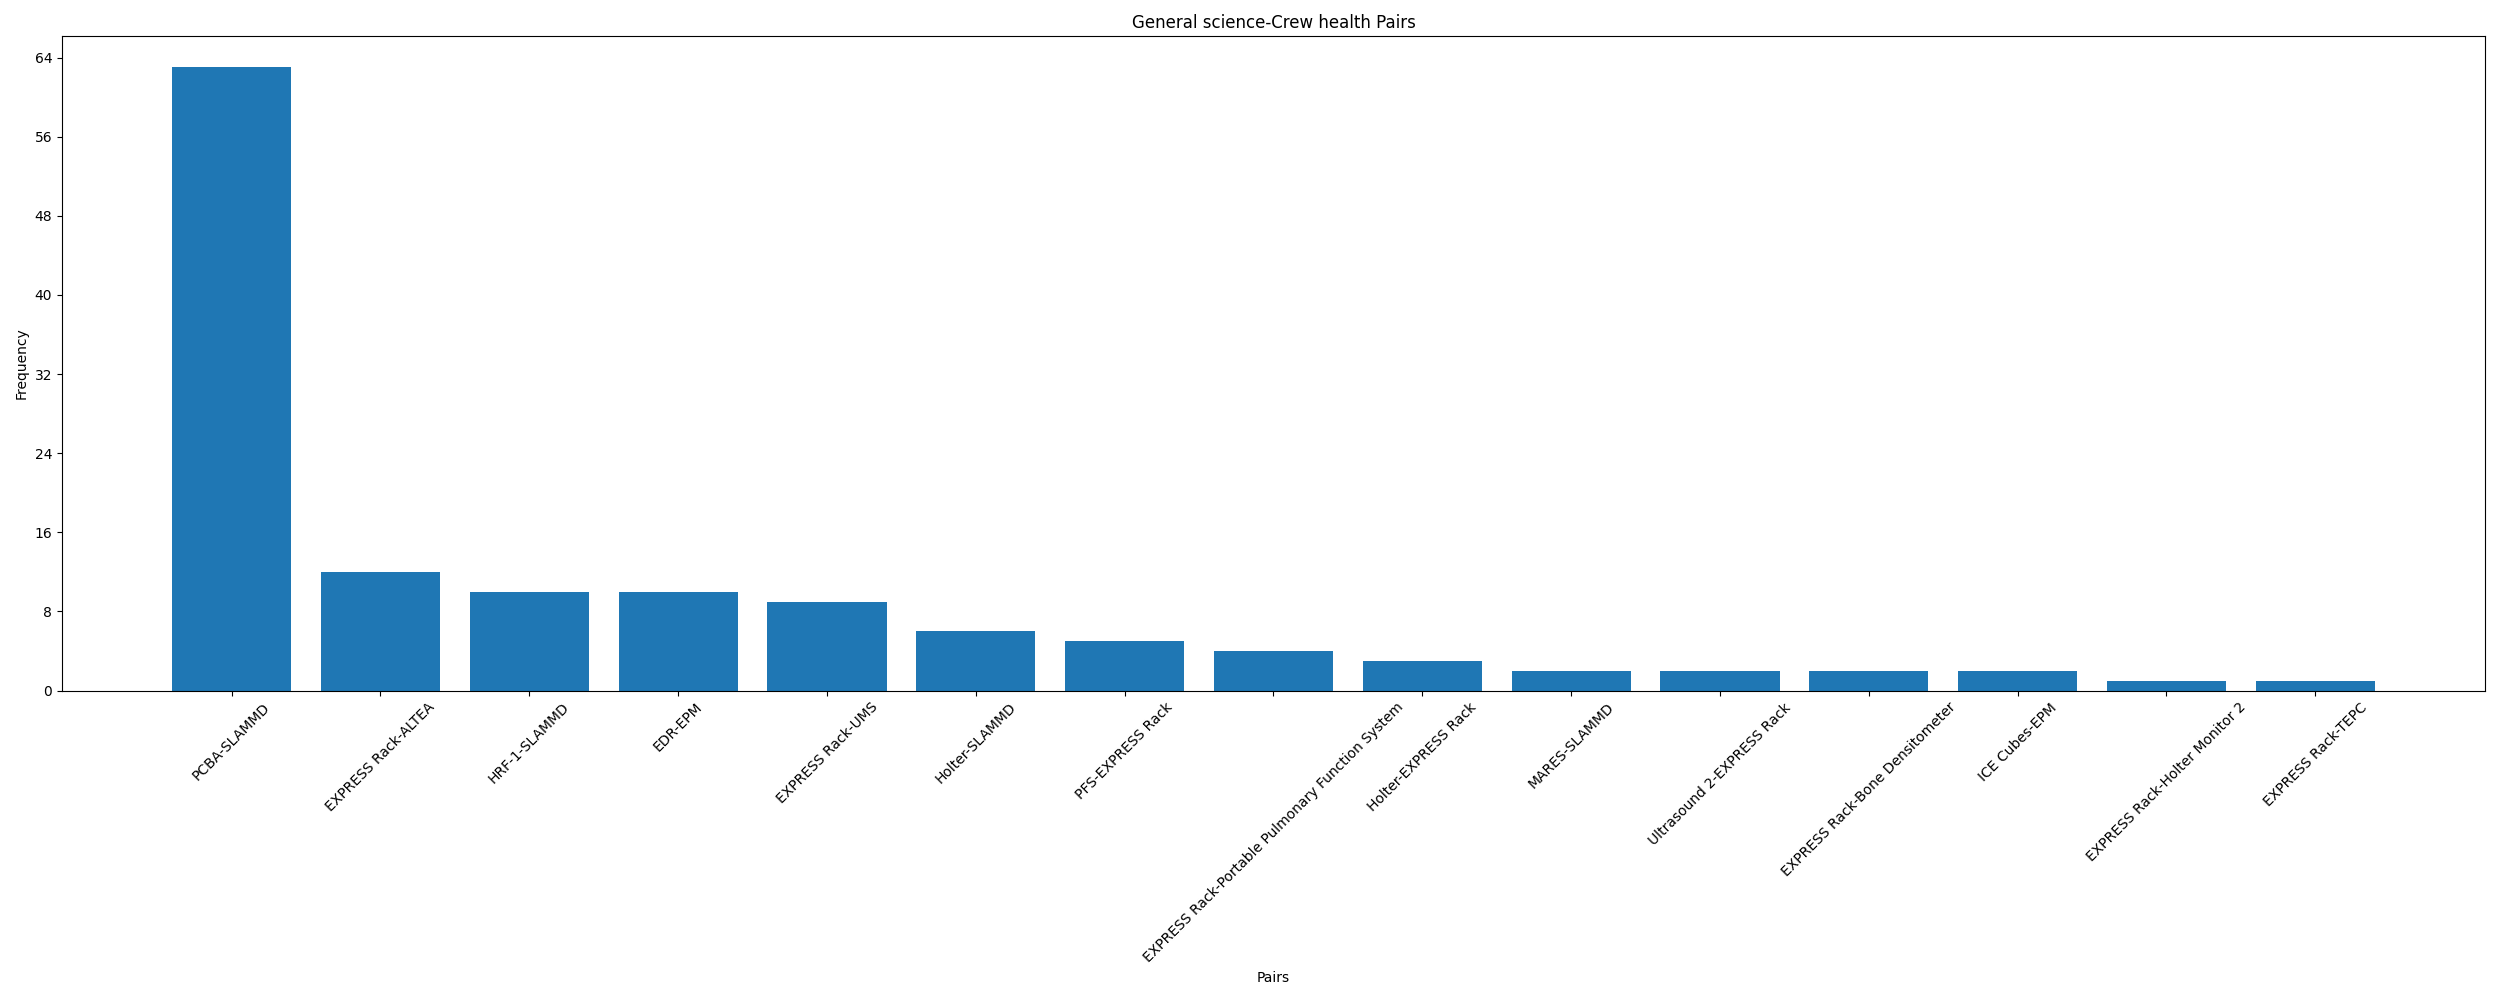 General science-Crew health Pairs
Frequency
64
56
48
40
32
24
16
8
0
PCBA-SLAMMD
EXPRESS Rack-ALTEA
HRF-1-SLAMMD
EDR-EPM
EXPRESS Rack-UMS
Holter-SLAMMD
PFS-EXPRESS Rack
EXPRESS Rack-Portable Pulmonary Function System
Holter-EXPRESS Rack
MARES-SLAMMD
Ultrasound 2-EXPRESS Rack
EXPRESS Rack-Bone Densitometer
ICE Cubes-EPM
EXPRESS Rack-Holter Monitor 2
EXPRESS Rack-TEPC
Pairs